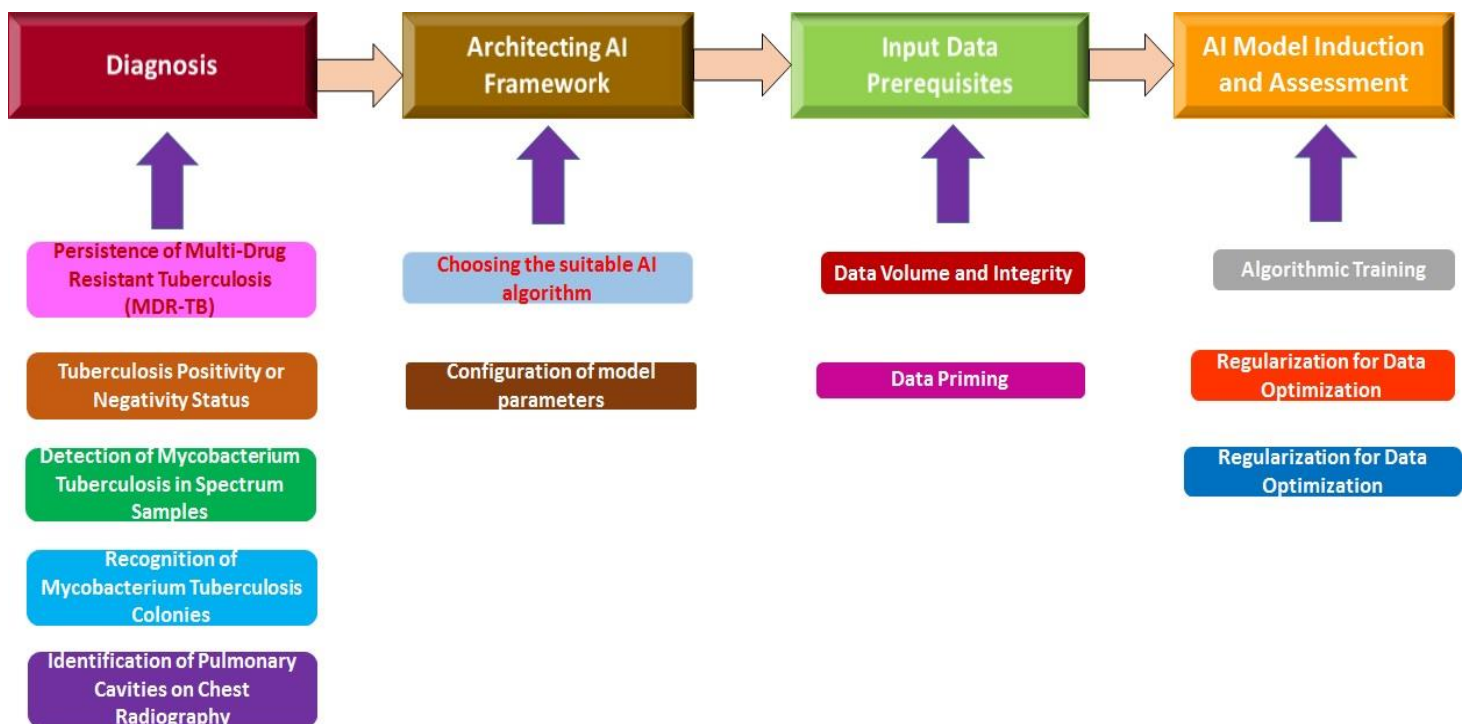 Diagnosis
Architecting AI
Framework
Input Data
Prerequisites
AI Model Induction
and Assessment
Persistence of Multi-Drug
Resistant Tuberculosis
(MDR-TB)
Tuberculosis Positivity or
Negativity Status
Detection of Mycobacterium
Tuberculosis in Spectrum
Samples
Recognition of
Mycobacterium Tuberculosis
Colonies
Identification of Pulmonary
Cavities on Chest
Radiography
Choosing the suitable AI
algorithm
Configuration of model
parameters
Data Volume and Integrity
Data Priming
Algorithmic Training
Regularization for Data
Optimization
Regularization for Data
Optimization